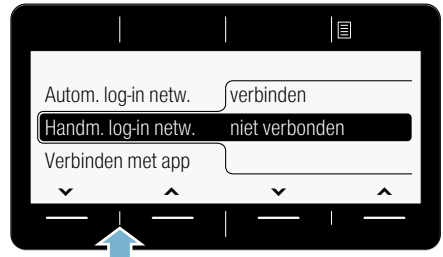 Autom. log-in netw. verbinden
Handm. log-in netw. niet verbonden
Verbinden met app